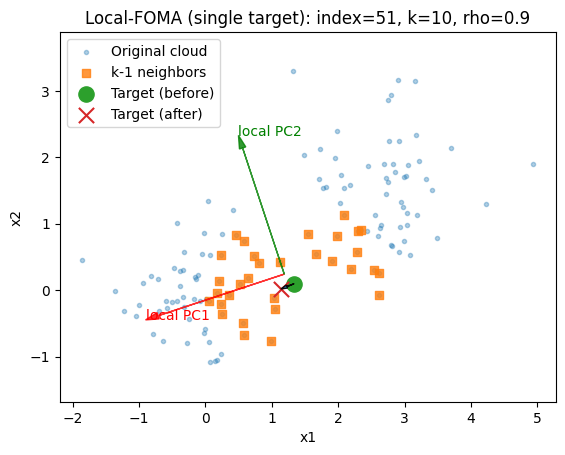 Local-FOMA (single target): index=51, k=10, rho=0.9
Original cloud
k-1 neighbors
Target (before)
Target (after)
local PC2
local PC1
x2
3
2
1
0
−1
−2
−1
0
1
2
3
4
5
x1